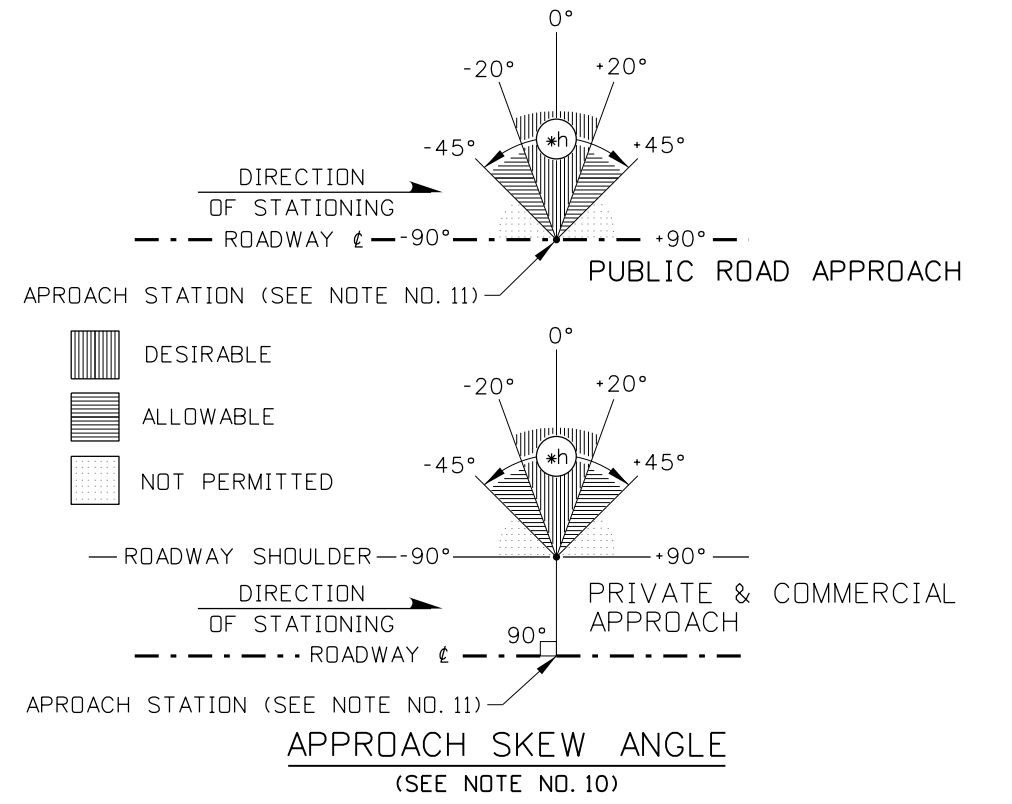 0°
-20°
+20°
*h
-45°
+45°
DIRECTION
OF STATIONING
ROADWAY ℄
-90°
+90°
PUBLIC ROAD APPROACH
APROACH STATION (SEE NOTE NO. 11)
DESIRABLE
ALLOWABLE
NOT PERMITTED
0°
-20°
+20°
*h
-45°
+45°
ROADWAY SHOULDER
-90°
+90°
DIRECTION
OF STATIONING
PRIVATE & COMMERCIAL
APPROACH
90°
ROADWAY ℄
APROACH STATION (SEE NOTE NO. 11)
APPROACH SKEW ANGLE
(SEE NOTE NO. 10)